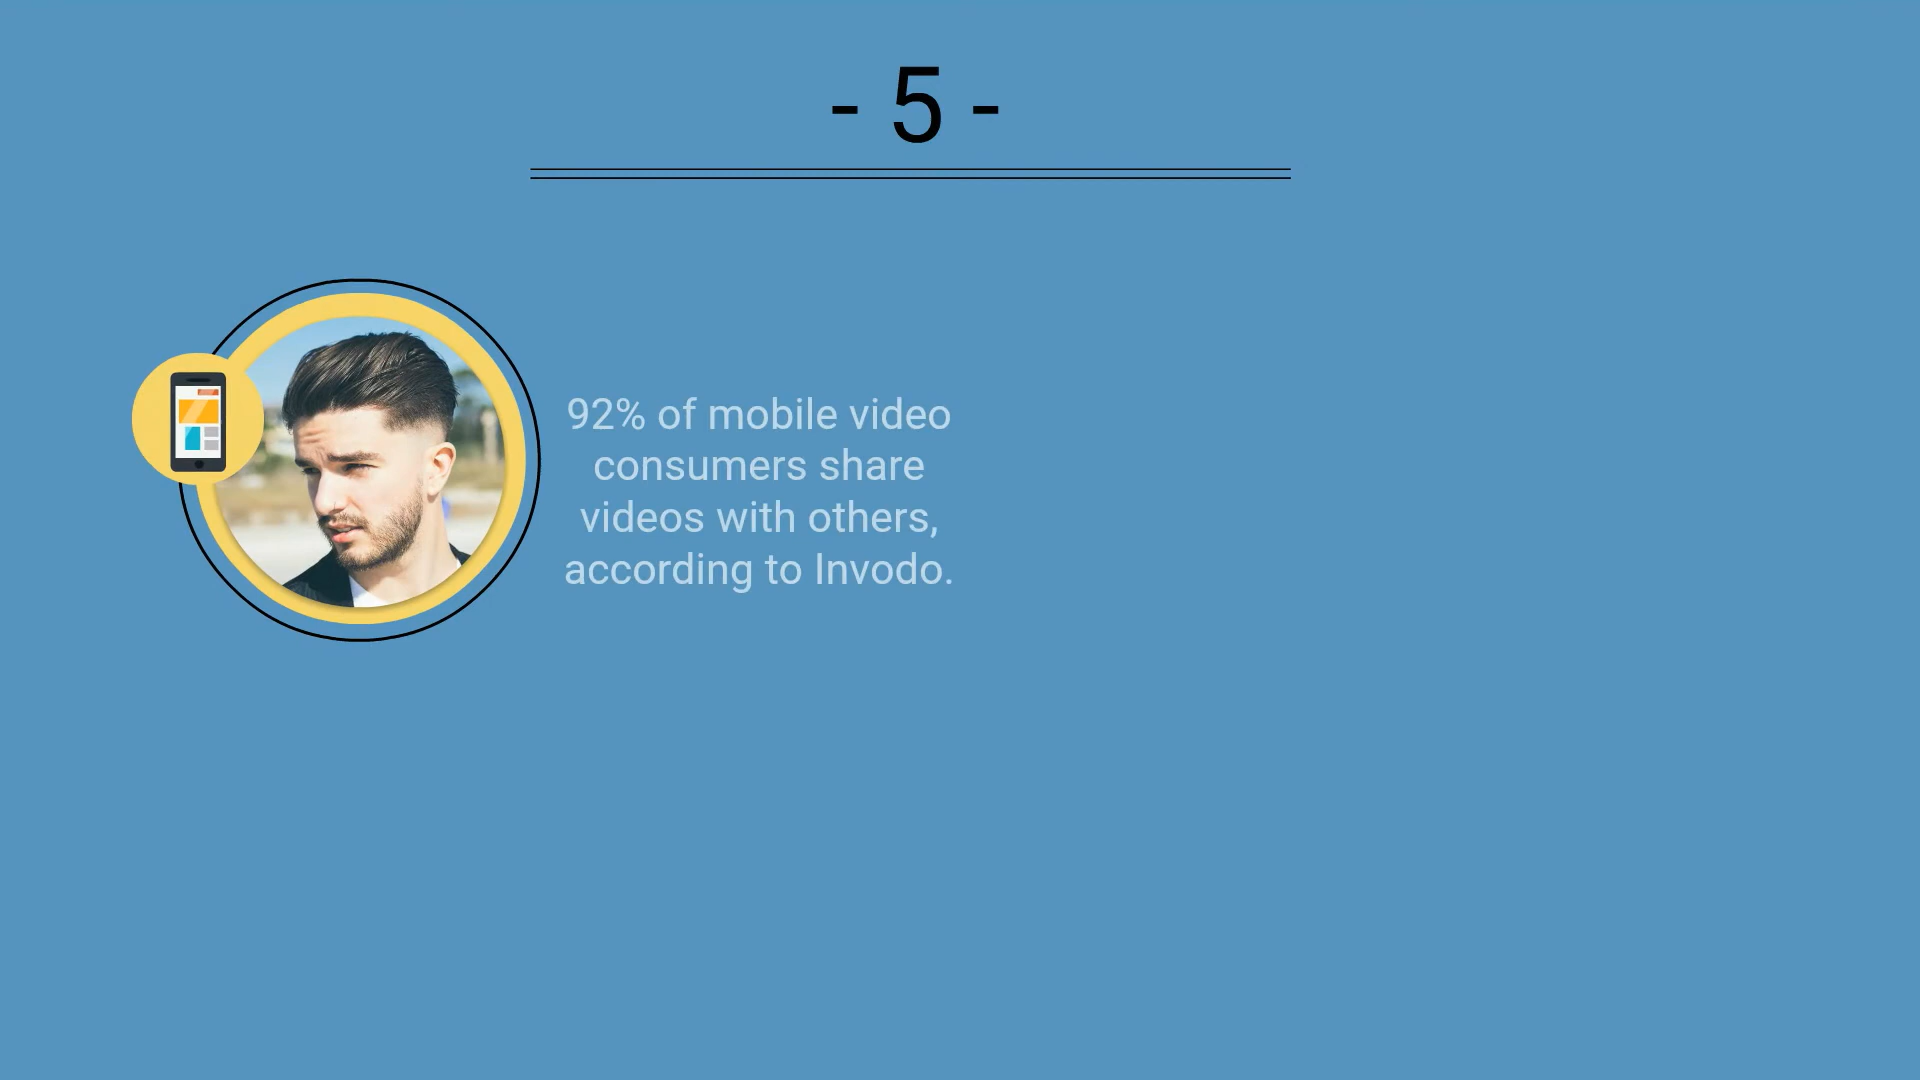 - 5 -
92% of mobile video
consumers share
videos with others,
according to Invodo.